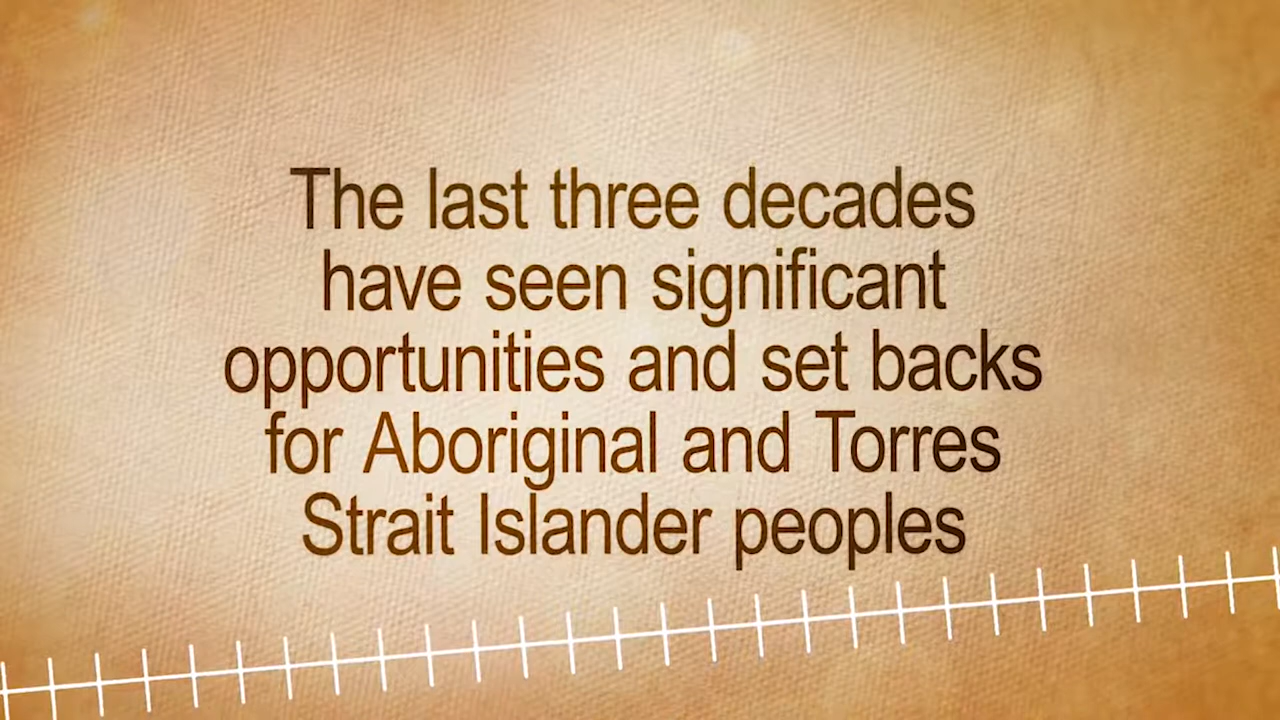 The last three decades
have seen significant
opportunities and set backs
for Aboriginal and Torres
Strait Islander peoples